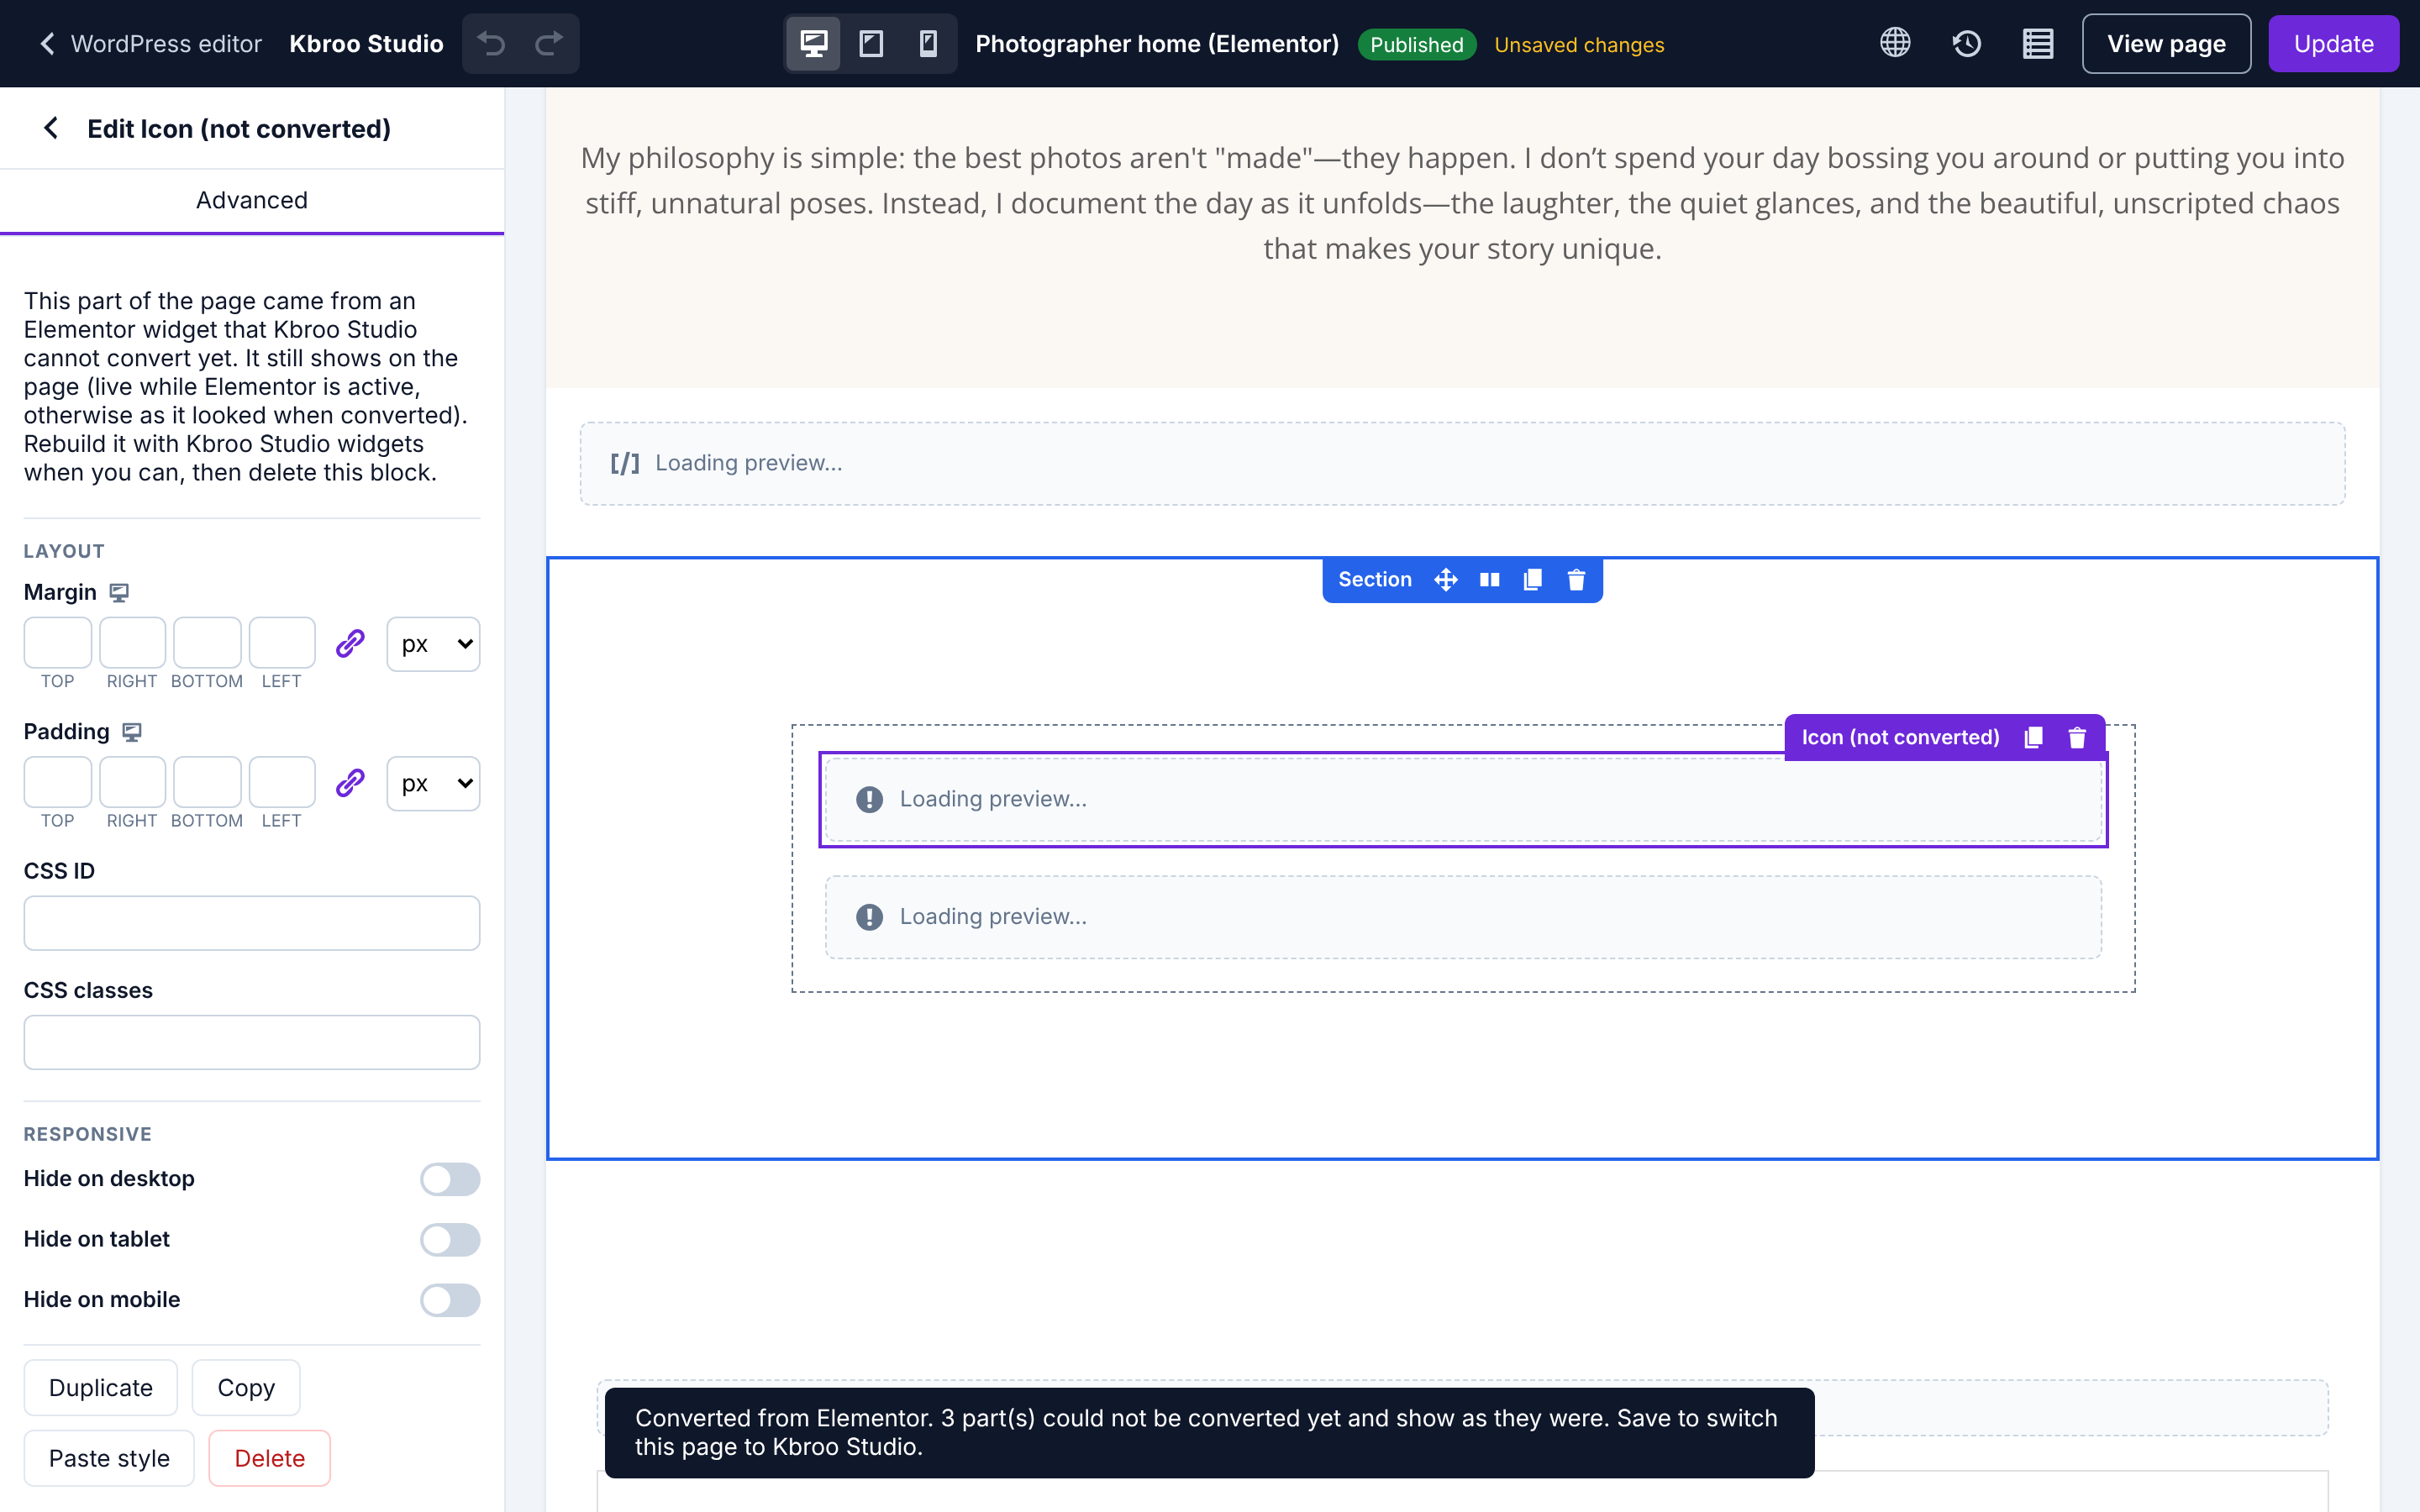 WordPress editor
Kbroo Studio
Photographer home (Elementor)
Published
Unsaved changes
View page
Update
Edit Icon (not converted)
Advanced
This part of the page came from an
Elementor widget that Kbroo Studio
cannot convert yet. It still shows on the
page (live while Elementor is active,
otherwise as it looked when converted).
Rebuild it with Kbroo Studio widgets
when you can, then delete this block.
LAYOUT
Margin
px
TOP RIGHT BOTTOM LEFT
Padding
px
TOP RIGHT BOTTOM LEFT
CSS ID
CSS classes
RESPONSIVE
Hide on desktop
Hide on tablet
Hide on mobile
Duplicate
Copy
Paste style
Delete
My philosophy is simple: the best photos aren't "made"—they happen. I don’t spend your day bossing you around or putting you into
stiff, unnatural poses. Instead, I document the day as it unfolds—the laughter, the quiet glances, and the beautiful, unscripted chaos
that makes your story unique.
[/] Loading preview...
Section
Icon (not converted)
Loading preview...
Loading preview...
Converted from Elementor. 3 part(s) could not be converted yet and show as they were. Save to switch
this page to Kbroo Studio.